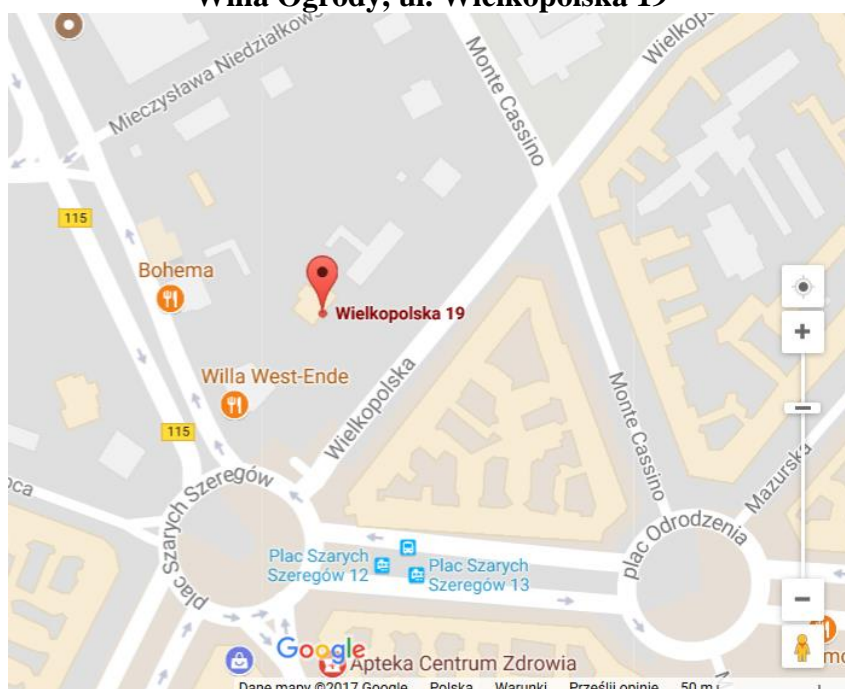 Willa Ogrody, ul. Wielkopolska 19
Mieczysława Niedziałkow
Monte Cassino
Wielkop
115
Bohema
Wielkopolska 19
Willa West-Ende
Wielkopolska
Monte Cassino
115
Mazurska
plac Szarych Szeregów
plac Odrodzenia
Plac Szarych
Szeregów 12
Plac Szarych
Szeregów 13
Google
Apteka Centrum Zdrowia
Dane mapy ©2017 Google Polska Warunki Prześlij opinię 50 m